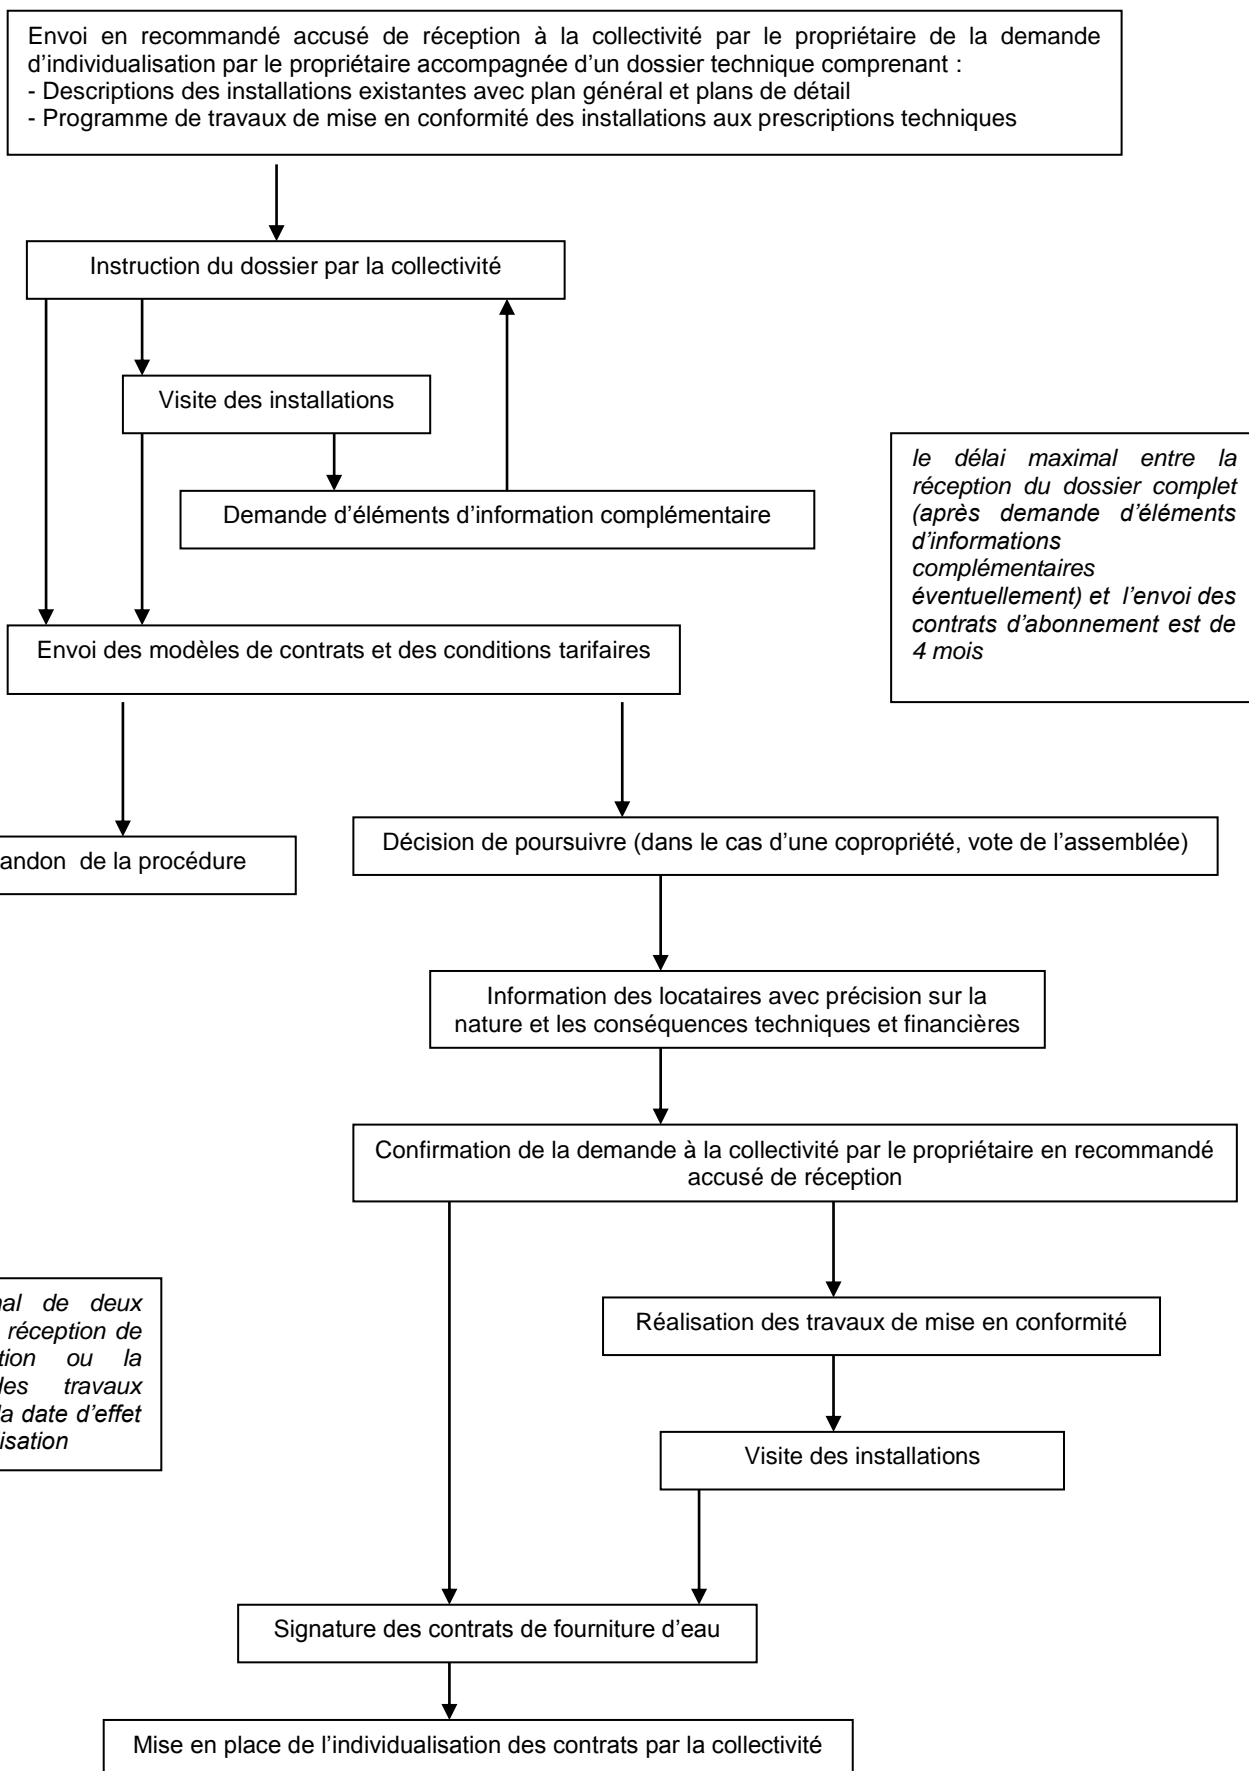 Envoi en recommandé accusé de réception à la collectivité par le propriétaire de la demande
d’individualisation par le propriétaire accompagnée d’un dossier technique comprenant :
- Descriptions des installations existantes avec plan général et plans de détail
- Programme de travaux de mise en conformité des installations aux prescriptions techniques
Instruction du dossier par la collectivité
Visite des installations
Demande d’éléments d’information complémentaire
le délai maximal entre la
réception du dossier complet
(après demande d’éléments
d’informations
complémentaires
éventuellement) et l’envoi des
contrats d’abonnement est de
4 mois
Envoi des modèles de contrats et des conditions tarifaires
andon de la procédure
Décision de poursuivre (dans le cas d’une copropriété, vote de l’assemblée)
Information des locataires avec précision sur la
nature et les conséquences techniques et financières
Confirmation de la demande à la collectivité par le propriétaire en recommandé
accusé de réception
nal de deux
réception de
tion ou la
les travaux
la date d’effet
lisation
Réalisation des travaux de mise en conformité
Visite des installations
Signature des contrats de fourniture d’eau
Mise en place de l’individualisation des contrats par la collectivité